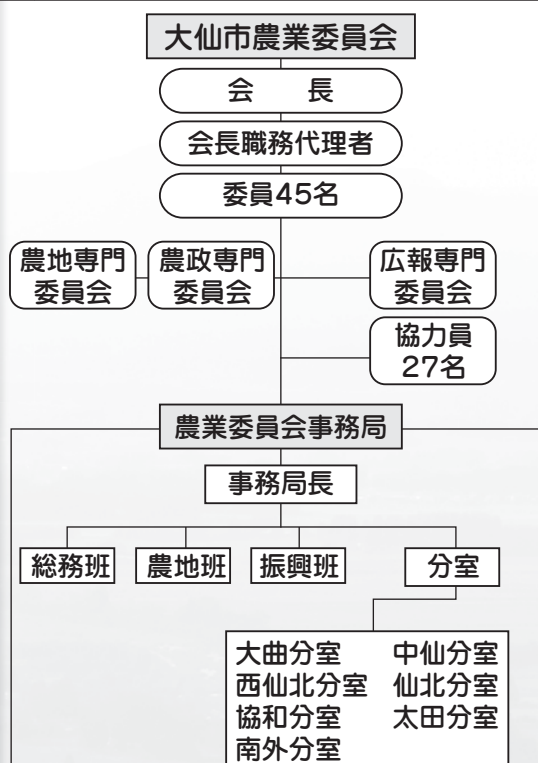 大仙市農業委員会
会 長
会長職務代理者
委員45名
農地専門
委員会
農政専門
委員会
広報専門
委員会
協力員
27名
農業委員会事務局
事務局長
総務班
農地班
振興班
分室
大曲分室 中仙分室
西仙北分室 仙北分室
協和分室 太田分室
南外分室